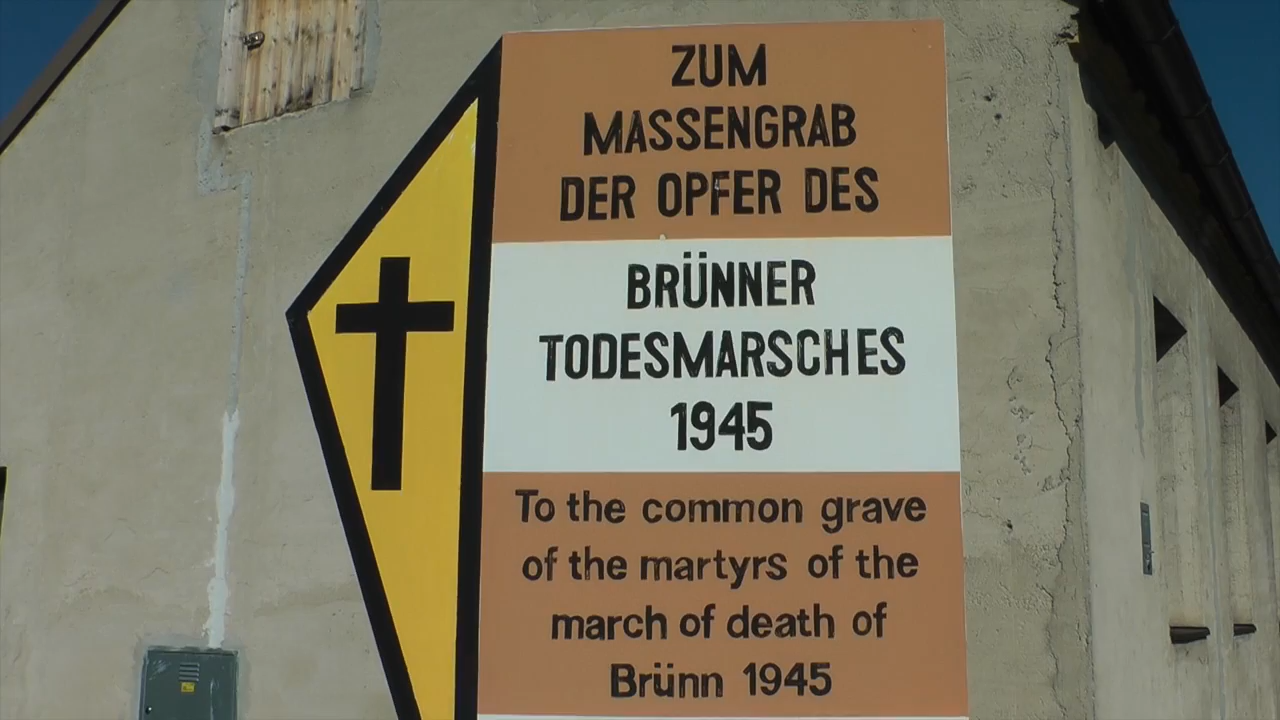 ZUM
MASSENGRAB
DER OPFER DES
BRÜNNER
TODESMARSCHES
1945
To the common grave
of the martyrs of the
march of death of
Brünn 1945